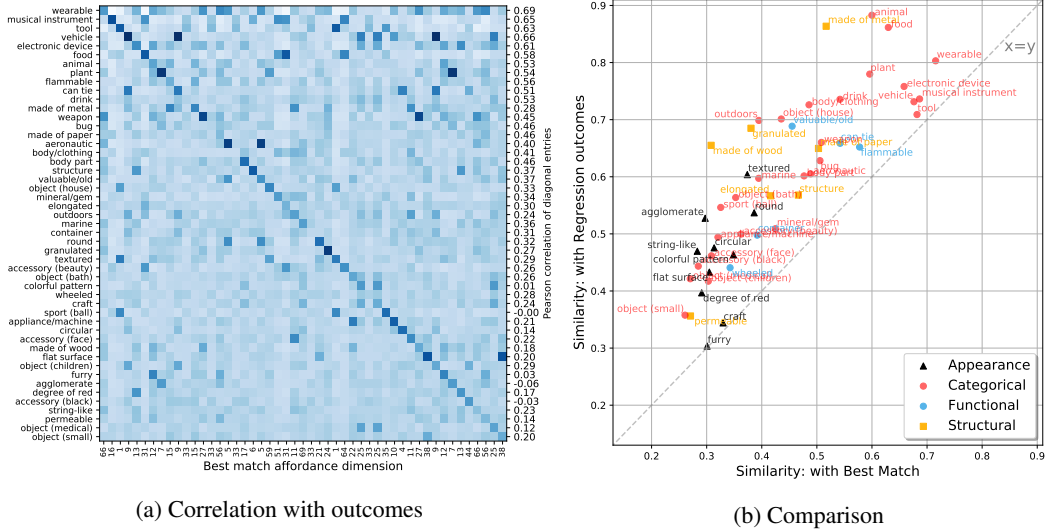 wearable 0.69
musical instrument 0.65
tool 0.63
vehicle 0.66
electronic device 0.61
food 0.58
animal
plant 0.54
flammable 0.56
can tie 0.51
drink 0.53
made of metal 0.28
weapon 0.45
bug 0.46
made of paper 0.46
aeronautic 0.40
body/clothing 0.41
body part 0.46
structure 0.37
valuable/old 0.37
object (house) 0.33
mineral/gem 0.34
elongated 0.30
outdoors 0.24
marine 0.36
container 0.31
round 0.32
granulated 0.27
textured 0.29
accessory (beauty) 0.26
object (bath) 0.26
colorful pattern 0.01
wheeled 0.28
craft 0.24
sport (ball) -0.00
appliance/machine 0.21
circular 0.14
accessory (face) 0.22
made of wood 0.18
flat surface 0.20
object (children) 0.29
furry 0.03
agglomerate -0.06
degree of red 0.17
accessory (black) -0.03
string-like 0.23
permeable 0.14
object (medical) 0.12
object (small) 0.20
Pearson correlation of diagonal entries
Best match affordance dimension
(a) Correlation with outcomes
Similarity: with Regression outcomes
0.9
0.8
0.7
0.6
0.5
0.4
0.3
0.2
x=y
animal
made of metal
food
wearable
plant
electronic device
drink
vehicle
musical instrument
body/clothing
tool
outdoors
object (house)
valuable/old
granulated
weapon
can tie
made of wood
flammable
bug
textured
marine
body part
elongated
object (bath)
structure
sport (ball)
agglomerate
round
mineral/gem
string-like
circular
accessory (face)
colorful pattern
wheeled
flat surface
object (children)
degree of red
object (small)
permeable
craft
furry
Appearance
Categorical
Functional
Structural
0.2 0.3 0.4 0.5 0.6 0.7 0.8 0.9
Similarity: with Best Match
(b) Comparison